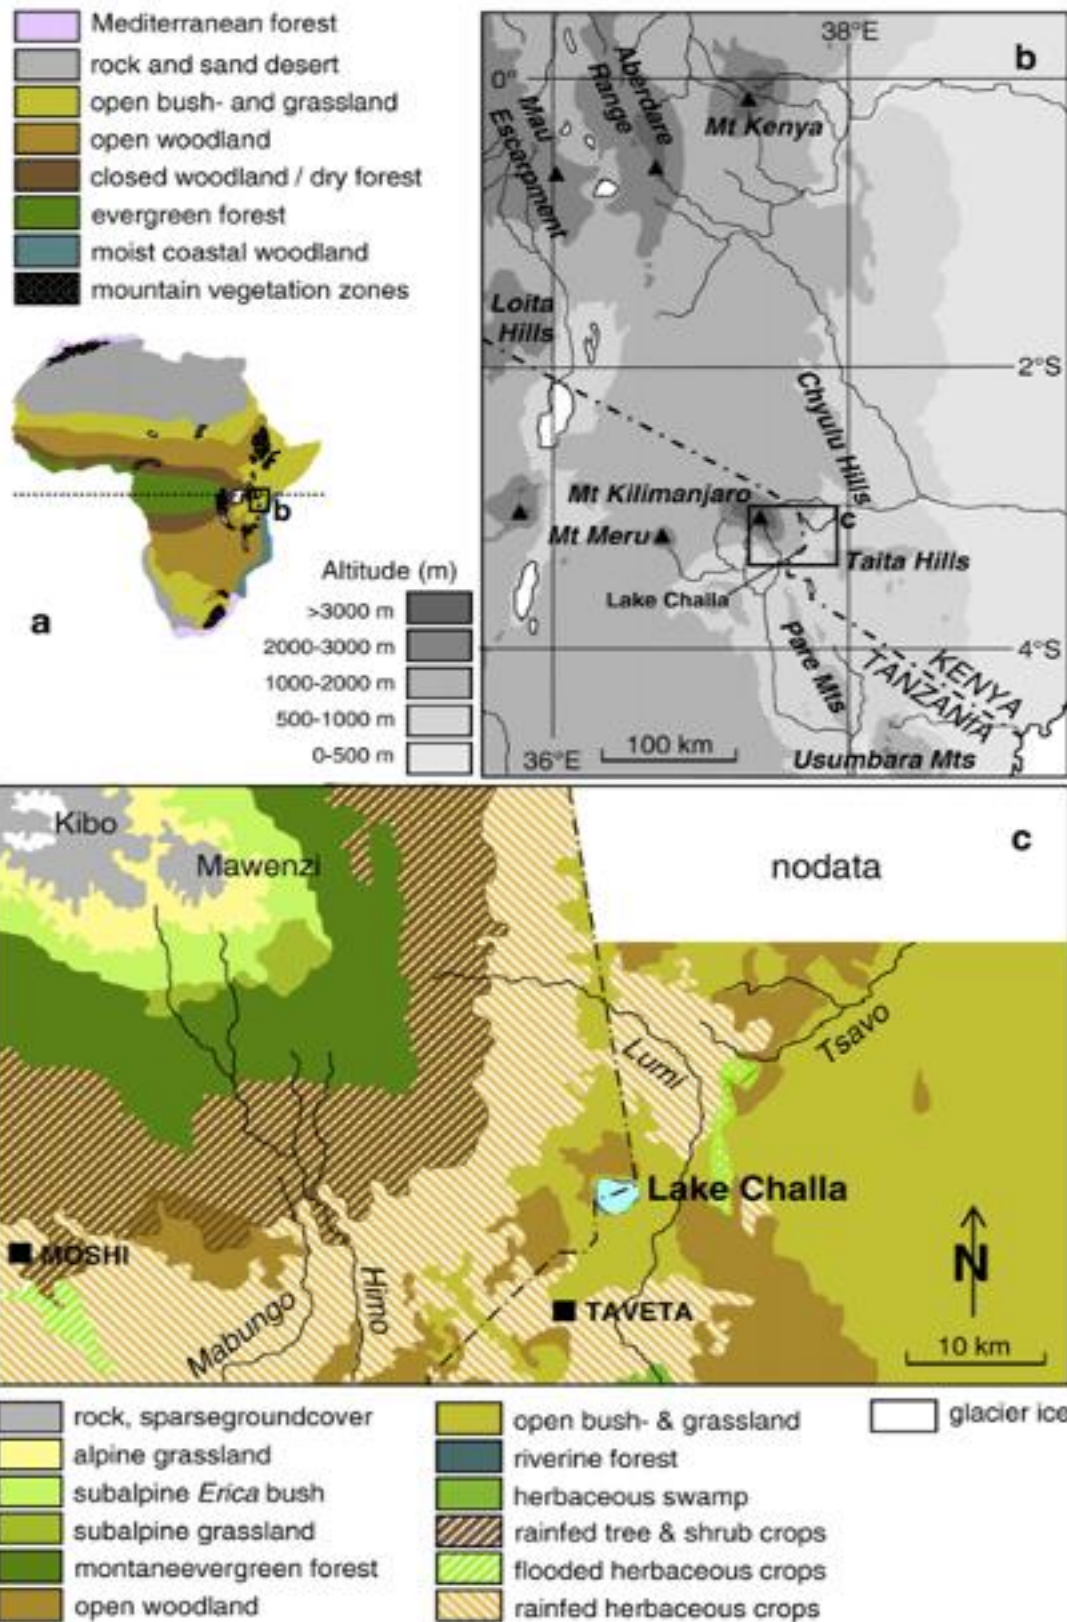 Mediterranean forest
rock and sand desert
open bush- and grassland
open woodland
closed woodland / dry forest
evergreen forest
moist coastal woodland
mountain vegetation zones
b
a
Altitude (m)
>3000 m
2000-3000 m
1000-2000 m
500-1000 m
0-500 m
38°E
b
0°
Aberdare
Range
Mau
Escarpment
Mt Kenya
Loita
Hills
2°S
Chyulu Hills
Mt Kilimanjaro
c
Mt Meru
Taita Hills
Lake Challa
Pare Mts
4°S
KENYA
TANZANIA
36°E
100 km
Usumbara Mts
Kibo
Mawenzi
nodata
c
Tsavo
Lumi
Lake Challa
MOSHI
Mabungo
Himo
TAVETA
N
10 km
rock, sparsegroundcover
alpine grassland
subalpine Erica bush
subalpine grassland
montaneevergreen forest
open woodland
open bush- & grassland
riverine forest
herbaceous swamp
rainfed tree & shrub crops
flooded herbaceous crops
rainfed herbaceous crops
glacier ice